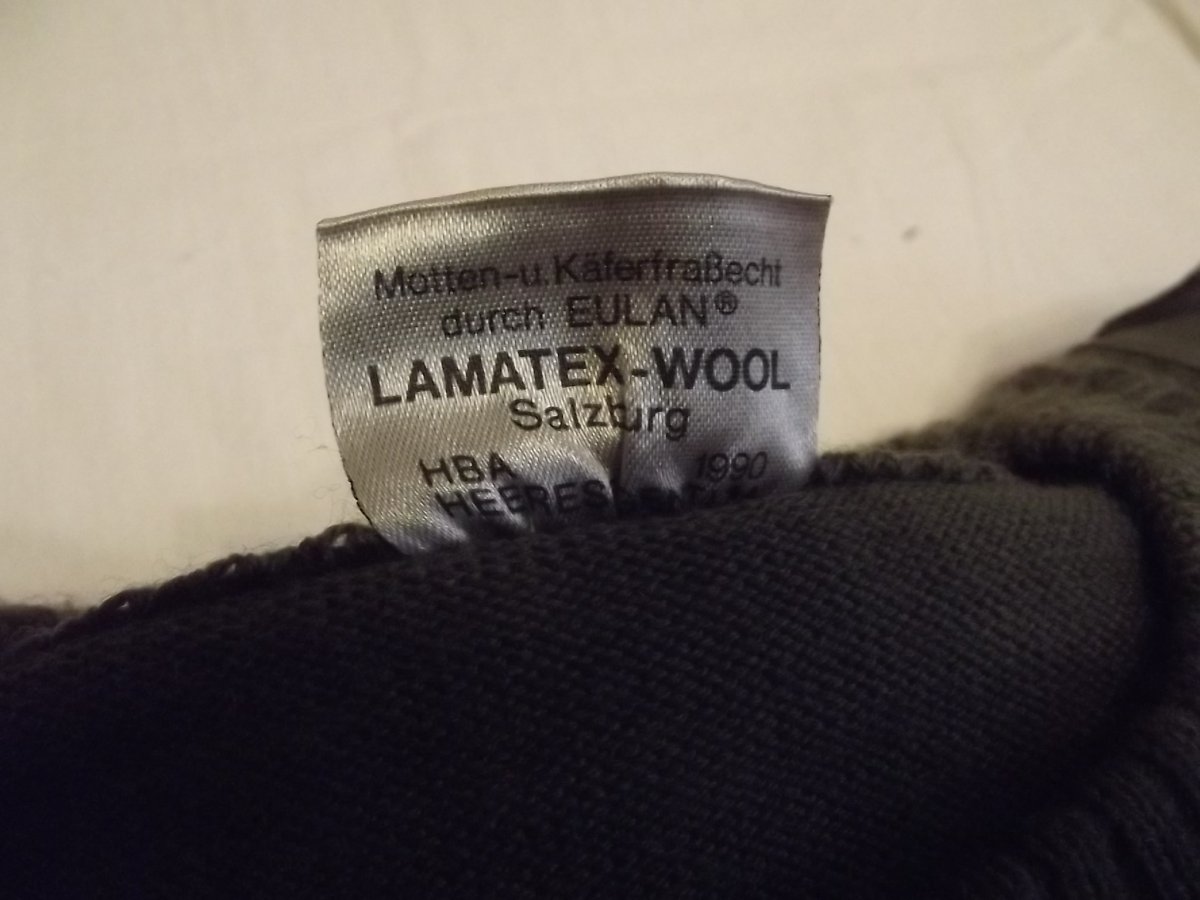 Motten-u.Käferfraßecht
durch EULAN®
LAMATEX-WOOL
Salzburg
HBA 1990